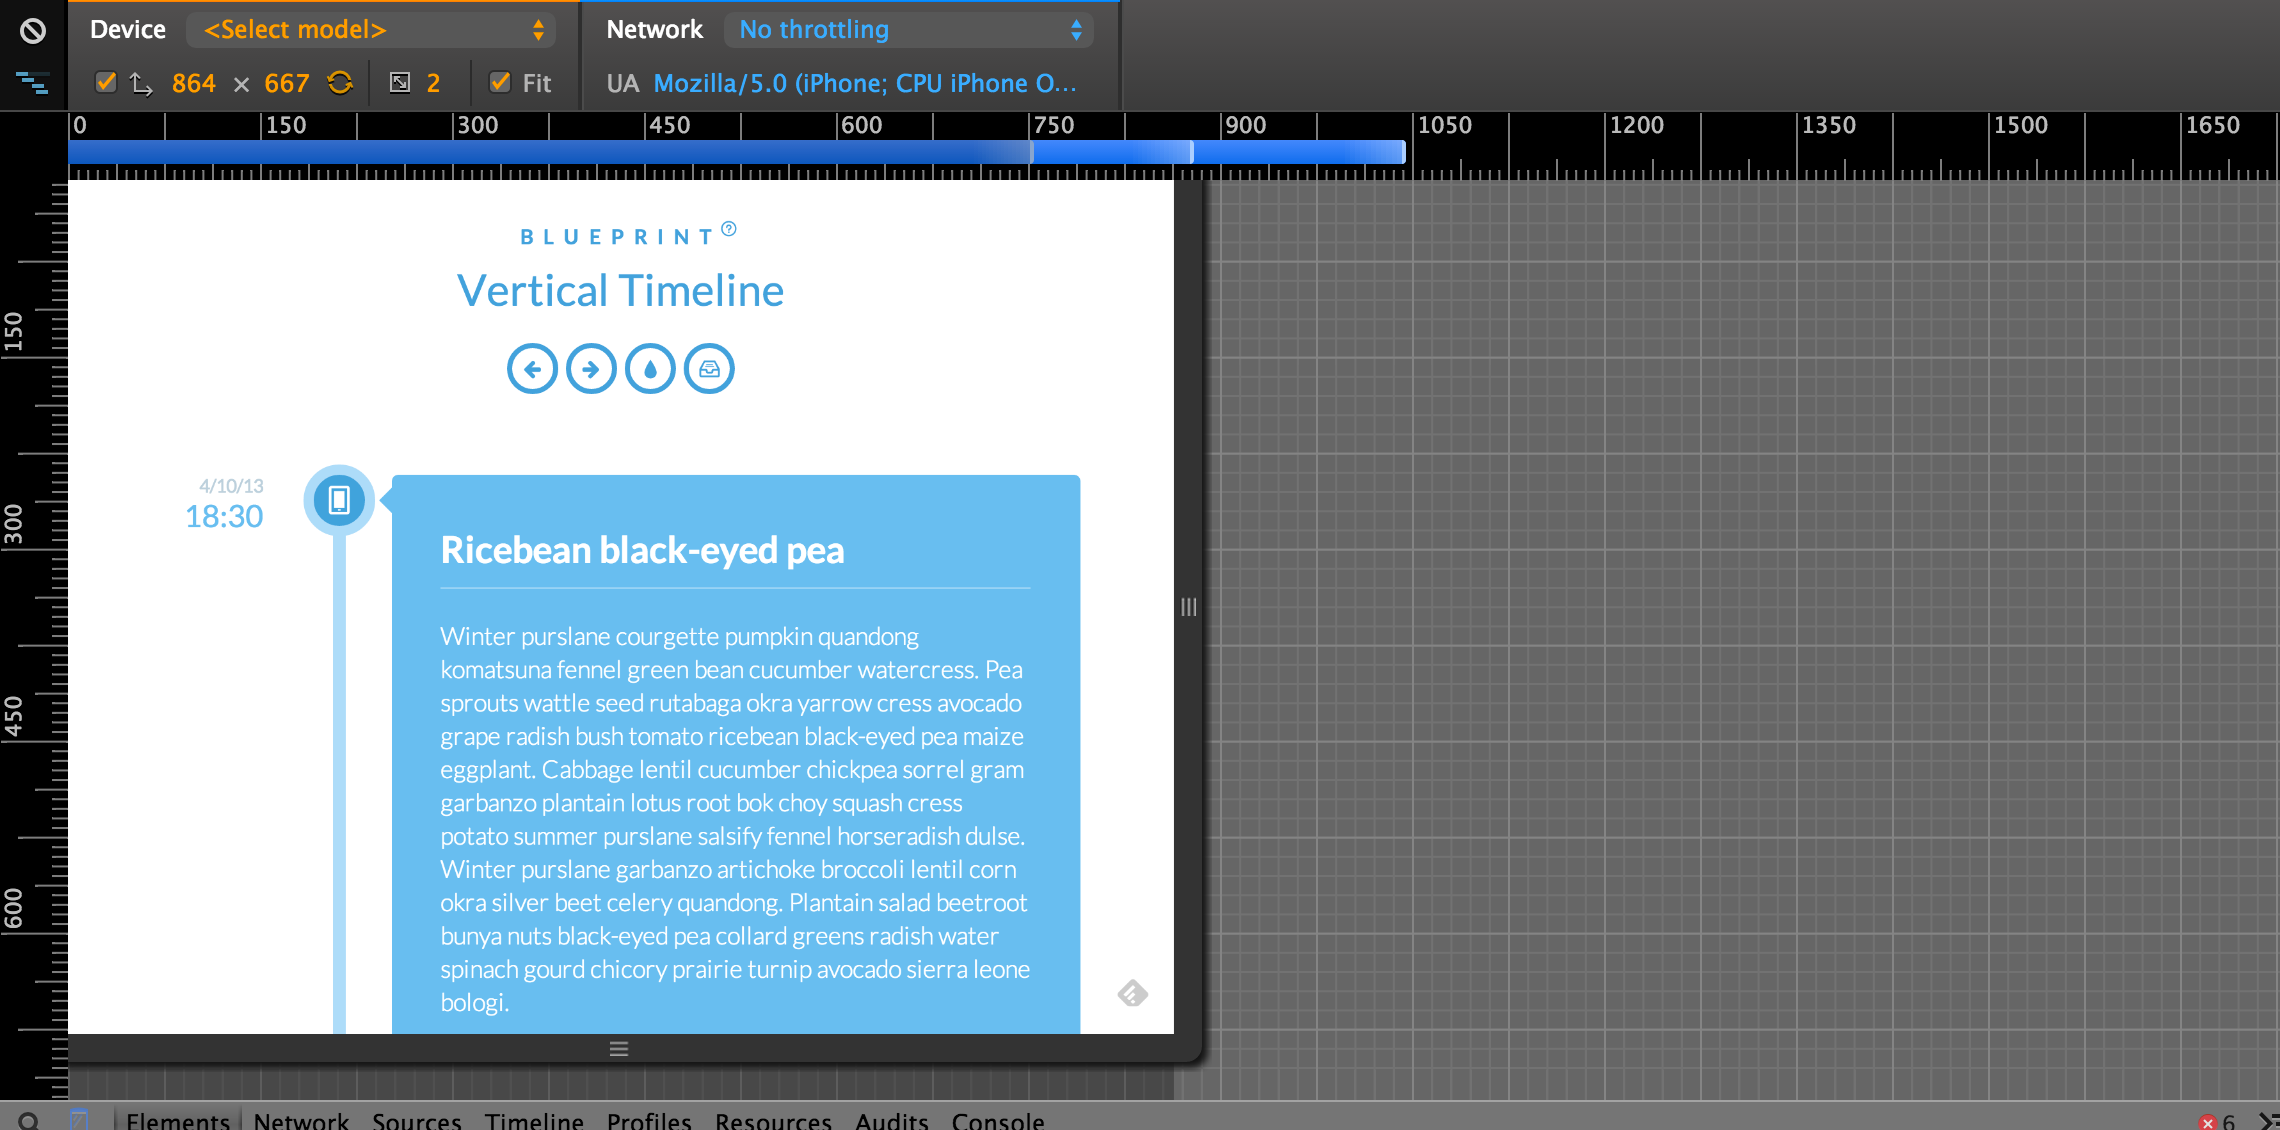 Device <Select model> Network No throttling
864 × 667 2 Fit UA Mozilla/5.0 (iPhone; CPU iPhone O...
0 150 300 450 600 750 900 1050 1200 1350 1500 1650
150
300
450
600
BLUEPRINT?
Vertical Timeline
4/10/13
18:30
Ricebean black-eyed pea
Winter purslane courgette pumpkin quandong
komatsuna fennel green bean cucumber watercress. Pea
sprouts wattle seed rutabaga okra yarrow cress avocado
grape radish bush tomato ricebean black-eyed pea maize
eggplant. Cabbage lentil cucumber chickpea sorrel gram
garbanzo plantain lotus root bok choy squash cress
potato summer purslane salsify fennel horseradish dulse.
Winter purslane garbanzo artichoke broccoli lentil corn
okra silver beet celery quandong. Plantain salad beetroot
bunya nuts black-eyed pea collard greens radish water
spinach gourd chicory prairie turnip avocado sierra leone
bologi.
Elements Network Sources Timeline Profiles Resources Audits Console 6